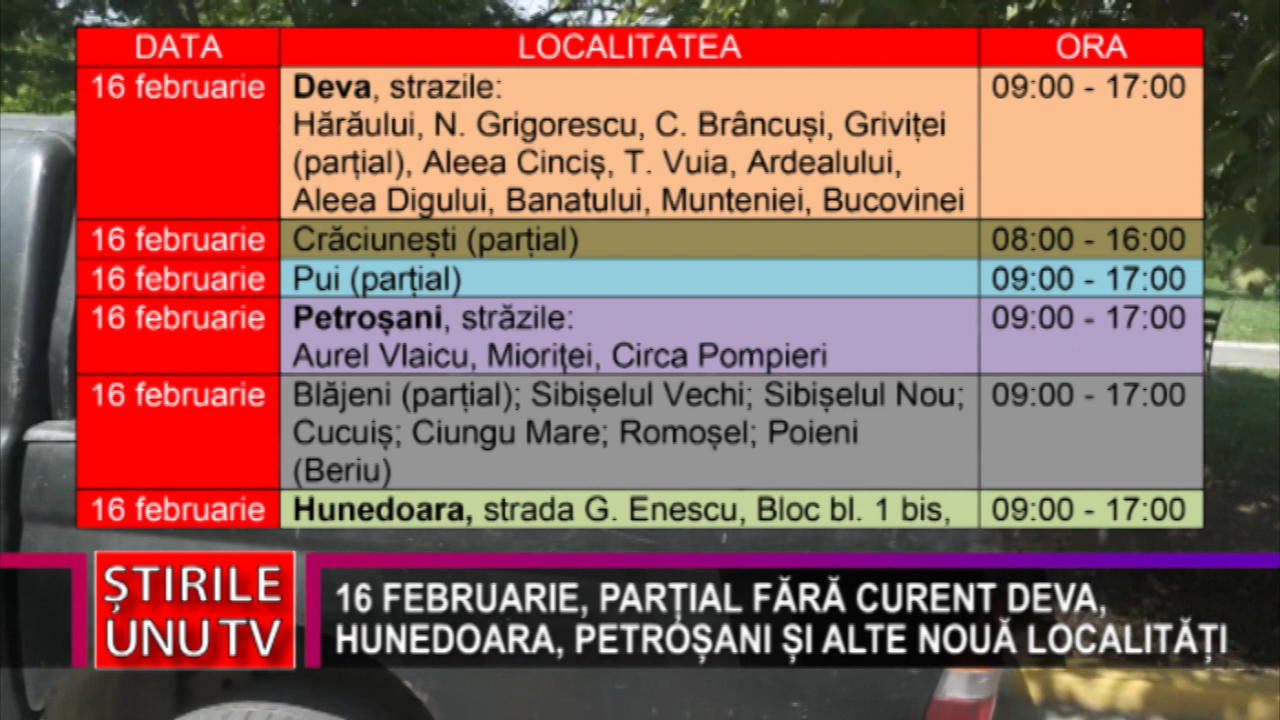 DATA LOCALITATEA ORA
16 februarie Deva, strazile: 09:00 - 17:00
Hărăului, N. Grigorescu, C. Brâncuși, Griviței
(parțial), Aleea Cinciș, T. Vuia, Ardealului,
Aleea Digului, Banatului, Munteniei, Bucovinei
16 februarie Crăciunești (parțial) 08:00 - 16:00
16 februarie Pui (parțial) 09:00 - 17:00
16 februarie Petroșani, străzile: 09:00 - 17:00
Aurel Vlaicu, Mioriței, Circa Pompieri
16 februarie Blăjeni (parțial); Sibișelul Vechi; Sibișelul Nou; 09:00 - 17:00
Cucuiș; Ciungu Mare; Romoșel; Poieni
(Beriu)
16 februarie Hunedoara, strada G. Enescu, Bloc bl. 1 bis, 09:00 - 17:00
ȘTIRILE
UNU TV
16 FEBRUARIE, PARȚIAL FĂRĂ CURENT DEVA,
HUNEDOARA, PETROȘANI ȘI ALTE NOUĂ LOCALITĂȚI